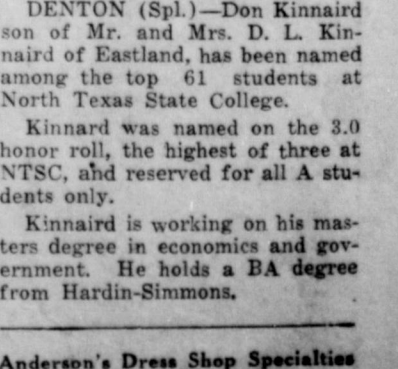 DENTON (Spl.)—Don Kinnaird
son of Mr. and Mrs. D. L. Kin-
naird of Eastland, has been named
among the top 61 students at
North Texas State College.
Kinnard was named on the 3.0
honor roll, the highest of three at
NTSC, and reserved for all A stu-
dents only.
Kinnaird is working on his mas-
ters degree in economics and gov-
ernment. He holds a BA degree
from Hardin-Simmons.
Anderson's Dress Shop Specialties